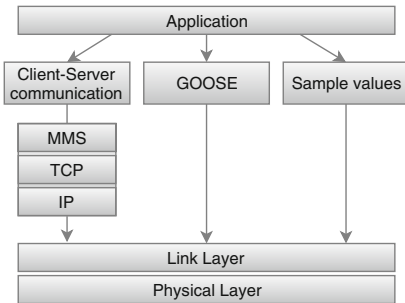 Application
Client-Server
communication
GOOSE
Sample values
MMS
TCP
IP
Link Layer
Physical Layer